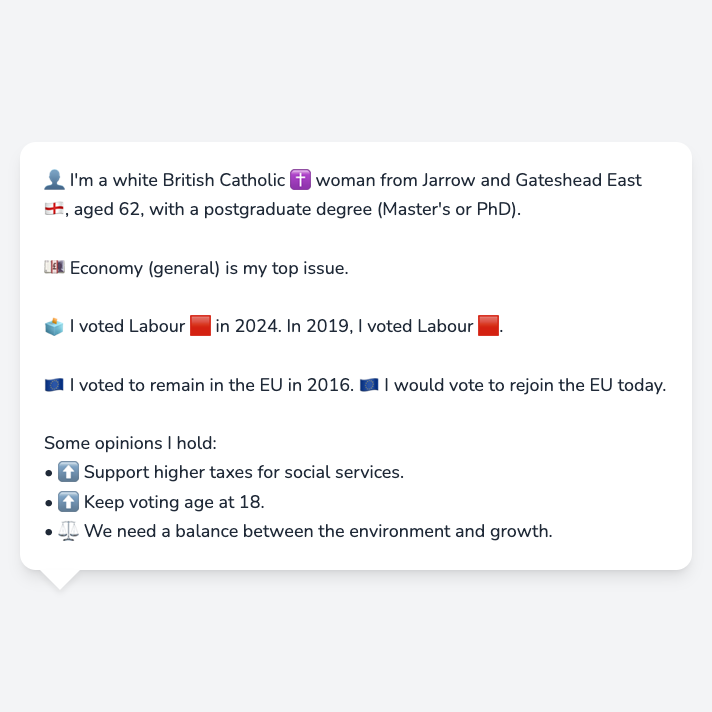 👤 I'm a white British Catholic ✝️ woman from Jarrow and Gateshead East
🏴󠁧󠁢󠁥󠁮󠁧󠁿, aged 62, with a postgraduate degree (Master's or PhD).
💷 Economy (general) is my top issue.
🗳️ I voted Labour 🟥 in 2024. In 2019, I voted Labour 🟥.
🇪🇺 I voted to remain in the EU in 2016. 🇪🇺 I would vote to rejoin the EU today.
Some opinions I hold:
• ⬆️ Support higher taxes for social services.
• ⬆️ Keep voting age at 18.
• ⚖️ We need a balance between the environment and growth.